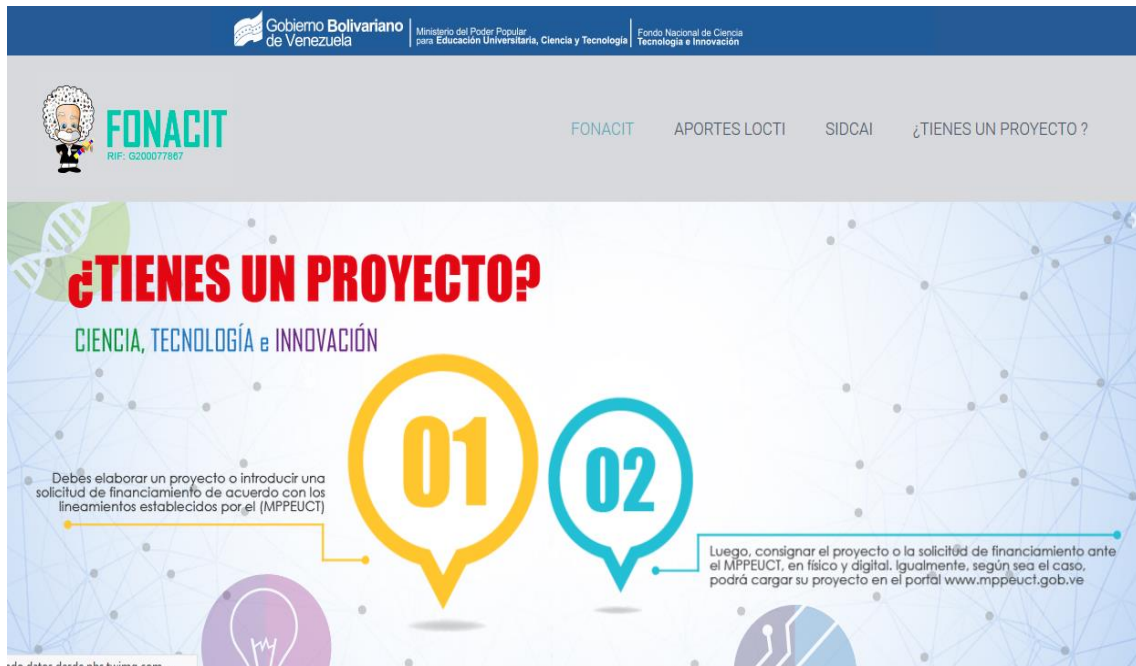 Gobierno Bolivariano
de Venezuela
Ministerio del Poder Popular
para Educación Universitaria, Ciencia y Tecnología
Fondo Nacional de Ciencia
Tecnología e Innovación
FONACIT
RIF: G200077867
FONACIT
APORTES LOCTI
SIDCAI
¿TIENES UN PROYECTO ?
¿TIENES UN PROYECTO?
CIENCIA, TECNOLOGÍA e INNOVACIÓN
01
Debes elaborar un proyecto o introducir una
solicitud de financiamiento de acuerdo con los
lineamientos establecidos por el (MPPEUCT)
02
Luego, consignar el proyecto o la solicitud de financiamiento ante
el MPPEUCT, en físico y digital. Igualmente, según sea el caso,
podrá cargar su proyecto en el portal www.mppeuct.gob.ve